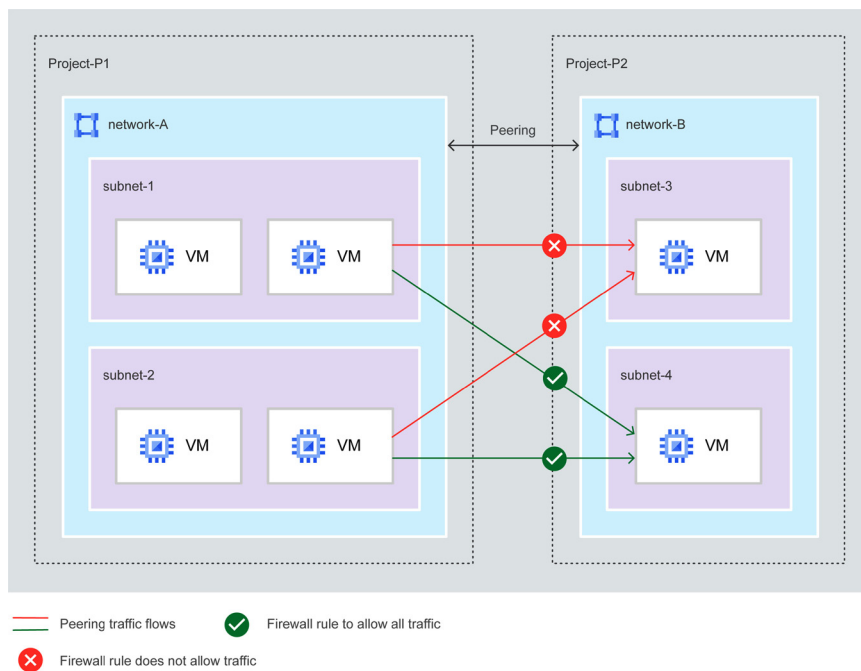 Project-P1
Project-P2
network-A
Peering
network-B
subnet-1
subnet-3
VM
VM
VM
subnet-2
subnet-4
VM
VM
VM
Peering traffic flows
Firewall rule to allow all traffic
Firewall rule does not allow traffic